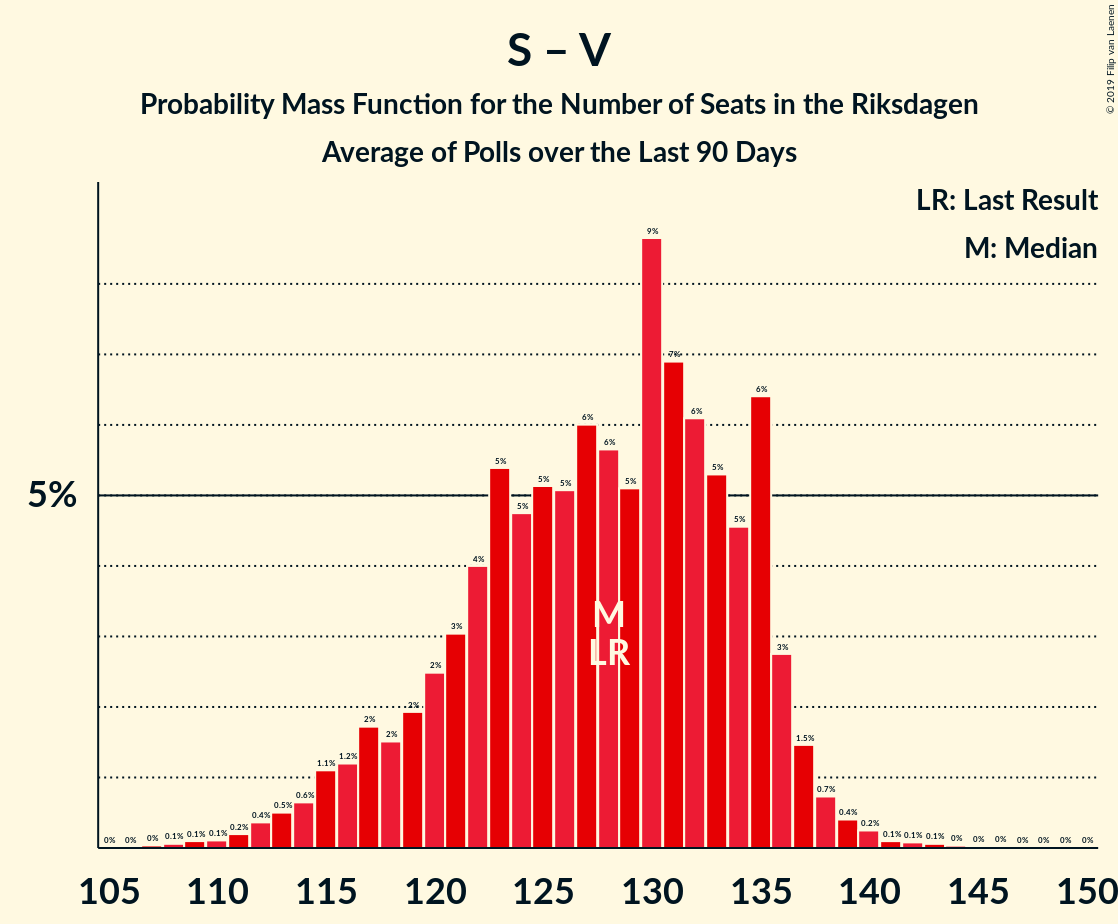 S – V
Probability Mass Function for the Number of Seats in the Riksdagen
Average of Polls over the Last 90 Days
© 2019 Filip van Laenen
LR: Last Result
M: Median
5%
0% 0% 0% 0.1% 0.1% 0.1% 0.2% 0.4% 0.5% 0.6% 1.1% 1.2% 2% 2% 2% 2% 3% 4% 5% 5% 5% 5% 6% 6% 5% 9% 7% 6% 5% 5% 6% 3% 1.5% 0.7% 0.4% 0.2% 0.1% 0.1% 0.1% 0% 0% 0% 0% 0% 0% 0%
M
LR
105 110 115 120 125 130 135 140 145 150